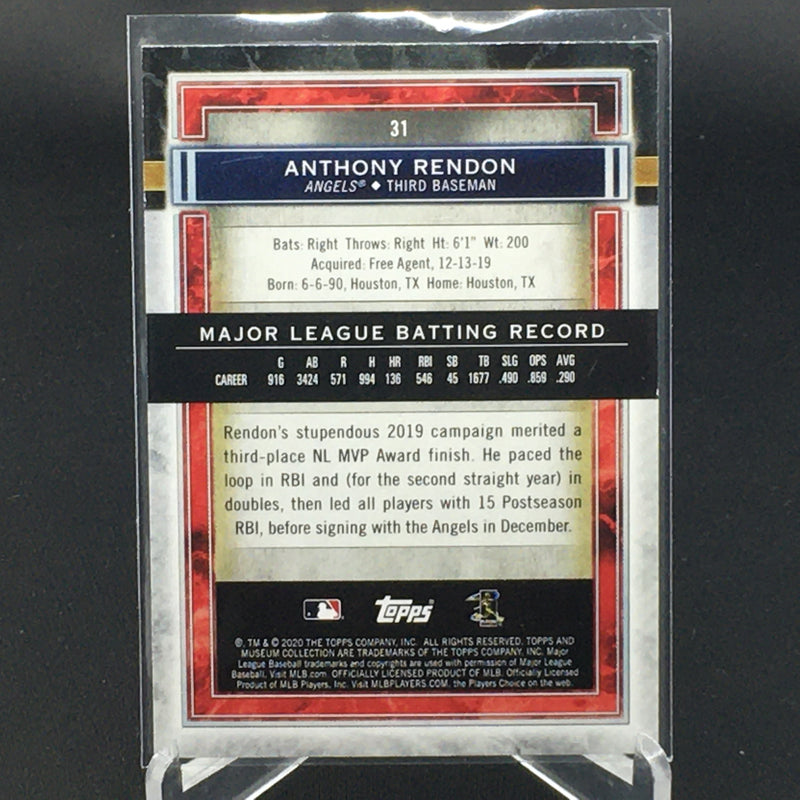 31
ANTHONY RENDON
ANGELS® ◆ THIRD BASEMAN
Bats: Right Throws: Right Ht: 6'1" Wt: 200
Acquired: Free Agent, 12-13-19
Born: 6-6-90, Houston, TX Home: Houston, TX
MAJOR LEAGUE BATTING RECORD
G AB R H HR RBI SB TB SLG OPS AVG
CAREER 916 3424 571 994 136 546 45 1677 .490 .859 .290
Rendon's stupendous 2019 campaign merited a
third-place NL MVP Award finish. He paced the
loop in RBI and (for the second straight year) in
doubles, then led all players with 15 Postseason
RBI, before signing with the Angels in December.
Topps
®, TM & © 2020 THE TOPPS COMPANY, INC. ALL RIGHTS RESERVED. TOPPS AND
MUSEUM COLLECTION ARE TRADEMARKS OF THE TOPPS COMPANY, INC. Major
League Baseball trademarks and copyrights are used with permission of Major League
Baseball. Visit MLB.com. OFFICIALLY LICENSED PRODUCT OF MLB. Officially Licensed
Product of MLB Players, Inc. Visit MLBPLAYERS.COM, the Players Choice on the web.